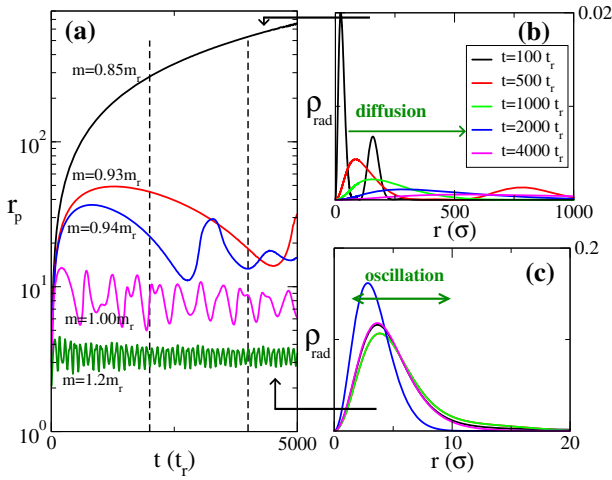 (a)
m=0.85m_r
m=0.93m_r
m=0.94m_r
m=1.00m_r
m=1.2m_r
r_p
10^2
10^1
10^0
0
5000
t (t_r)
(b)
0.02
ρ_rad
diffusion
t=100 t_r
t=500 t_r
t=1000 t_r
t=2000 t_r
t=4000 t_r
0
500
1000
r (σ)
(c)
0.2
oscillation
ρ_rad
0
10
20
r (σ)